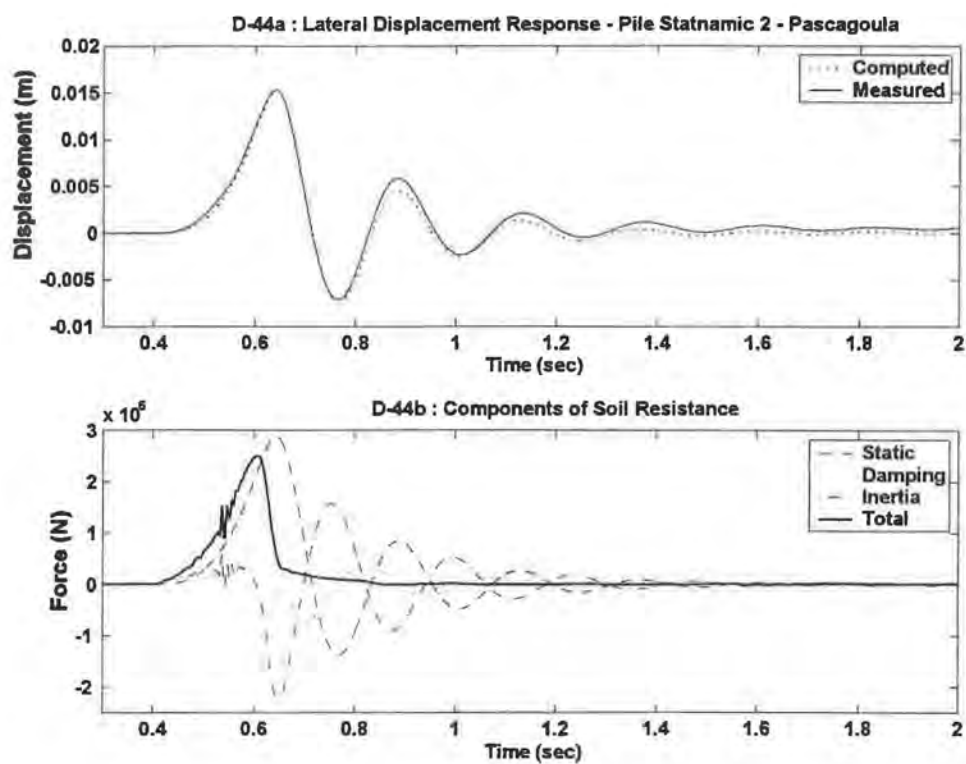 D-44a : Lateral Displacement Response - Pile Statnamic 2 - Pascagoula
0.02
0.015
0.01
0.005
0
-0.005
-0.01
Displacement (m)
Computed
Measured
0.4 0.6 0.8 1 1.2 1.4 1.6 1.8 2
Time (sec)
D-44b : Components of Soil Resistance
x 10^6
3
2
1
0
-1
-2
Force (N)
Static
Damping
Inertia
Total
0.4 0.6 0.8 1 1.2 1.4 1.6 1.8 2
Time (sec)